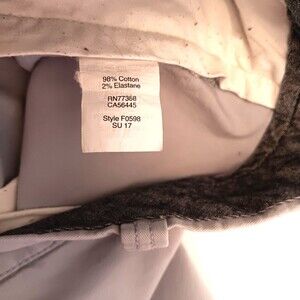 98% Cotton
2% Elastane
RN77368
CA56445
Style F0598
SU 17